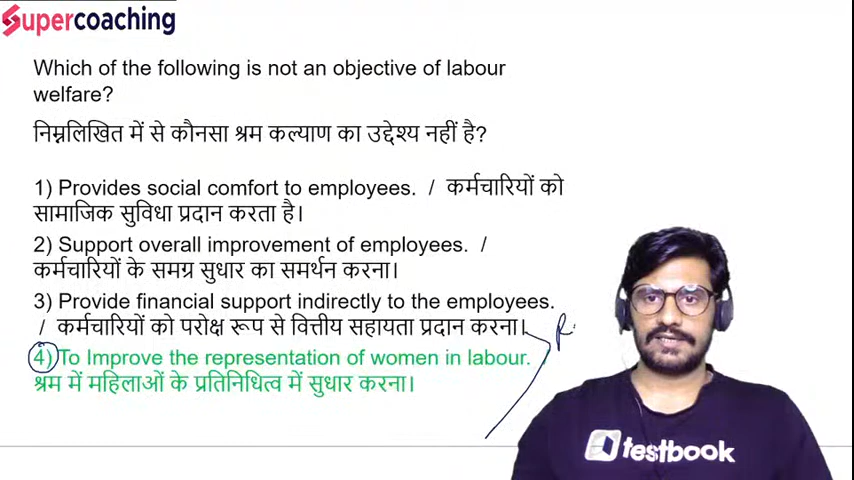 Supercoaching
Which of the following is not an objective of labour
welfare?
निम्नलिखित में से कौनसा श्रम कल्याण का उद्देश्य नहीं है?
1) Provides social comfort to employees. / कर्मचारियों को
सामाजिक सुविधा प्रदान करता है।
2) Support overall improvement of employees. /
कर्मचारियों के समग्र सुधार का समर्थन करना।
3) Provide financial support indirectly to the employees.
/ कर्मचारियों को परोक्ष रूप से वित्तीय सहायता प्रदान करना।
4) To Improve the representation of women in labour.
श्रम में महिलाओं के प्रतिनिधित्व में सुधार करना।
testbook